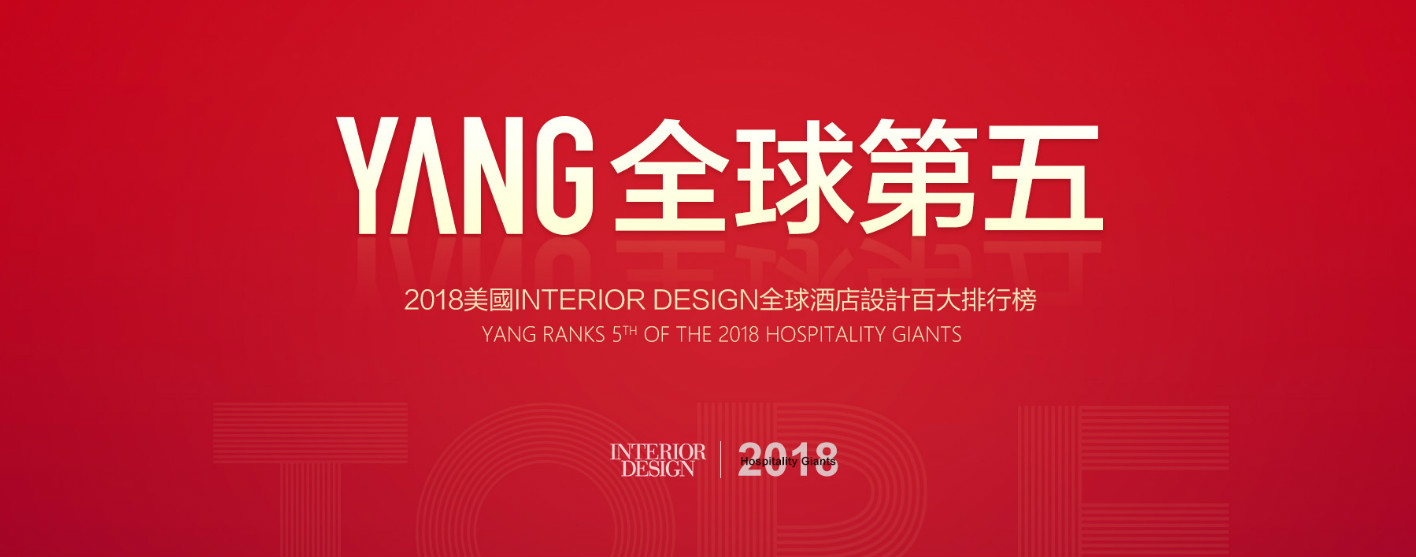 YANG全球第五
2018美國INTERIOR DESIGN全球酒店設計百大排行榜
YANG RANKS 5TH OF THE 2018 HOSPITALITY GIANTS
INTERIOR
DESIGN
2018
Hospitality Giants